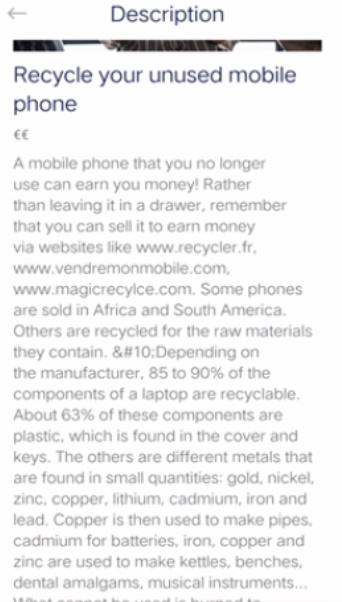 ← Description
Recycle your unused mobile
phone
€€
A mobile phone that you no longer
use can earn you money! Rather
than leaving it in a drawer, remember
that you can sell it to earn money
via websites like www.recycler.fr,
www.vendremonmobile.com,
www.magicrecylce.com. Some phones
are sold in Africa and South America.
Others are recycled for the raw materials
they contain. &#10;Depending on
the manufacturer, 85 to 90% of the
components of a laptop are recyclable.
About 63% of these components are
plastic, which is found in the cover and
keys. The others are different metals that
are found in small quantities: gold, nickel,
zinc, copper, lithium, cadmium, iron and
lead. Copper is then used to make pipes,
cadmium for batteries, iron, copper and
zinc are used to make kettles, benches,
dental amalgams, musical instruments...
What cannot be used is burned to